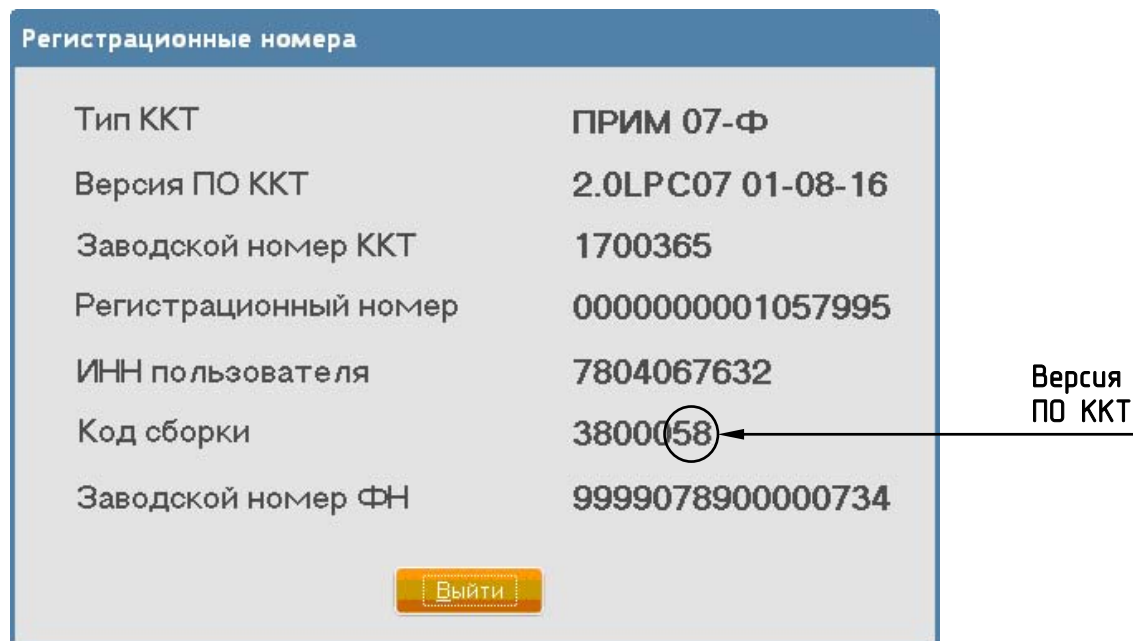 Регистрационные номера
Тип ККТ ПРИМ 07-Ф
Версия ПО ККТ 2.0LPC07 01-08-16
Заводской номер ККТ 1700365
Регистрационный номер 0000000001057995
ИНН пользователя 7804067632
Код сборки 3800058
Версия
ПО ККТ
Заводской номер ФН 9999078900000734
Выйти